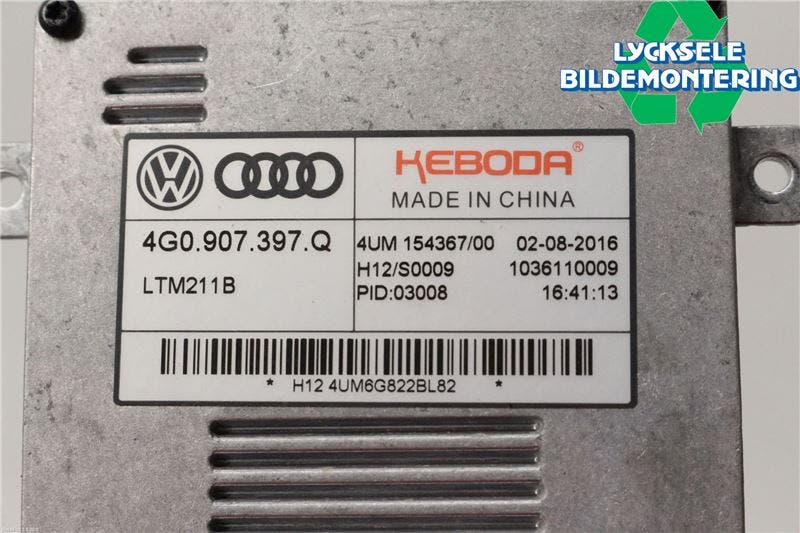 LYCKSELE
BILDEMONTERING
KEBODA®
MADE IN CHINA
4G0.907.397.Q
LTM211B
4UM 154367/00 02-08-2016
H12/S0009 1036110009
PID:03008 16:41:13
* H12 4UM6G822BL82 *